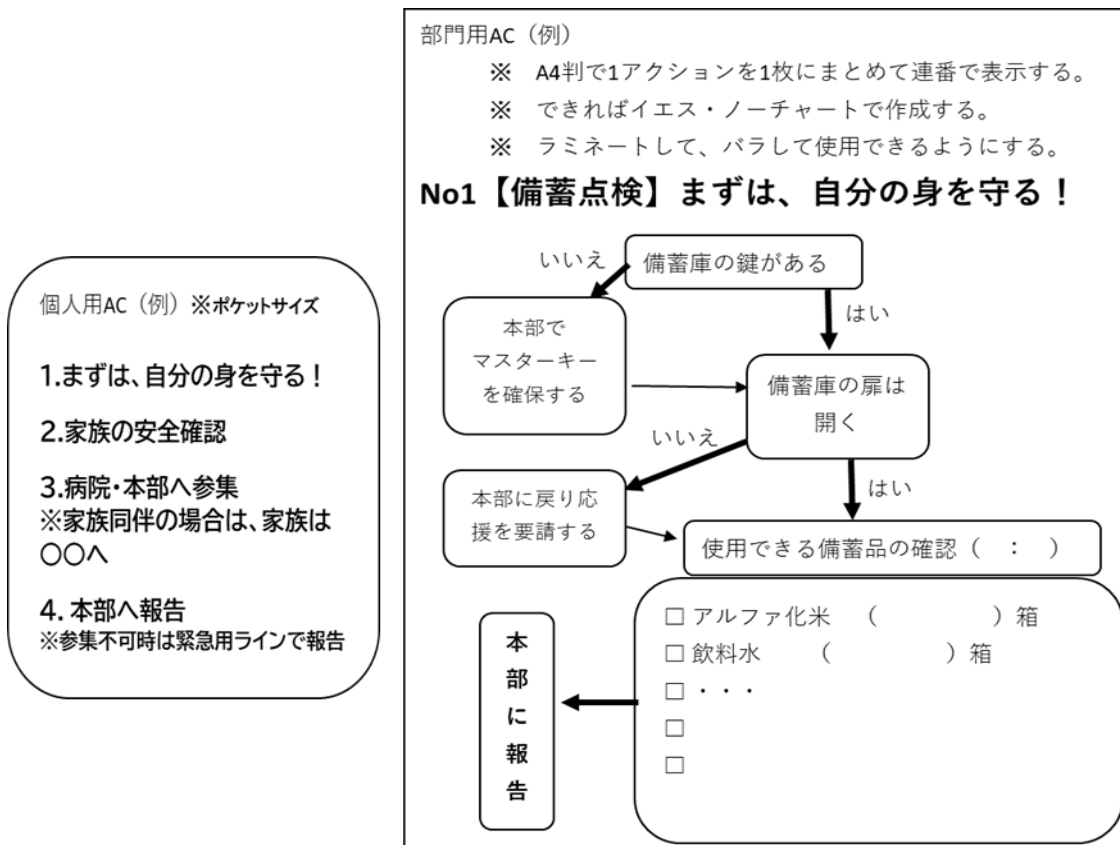 個人用AC（例）※ポケットサイズ
1.まずは、自分の身を守る！
2.家族の安全確認
3.病院・本部へ参集
※家族同伴の場合は、家族は
〇〇へ
4. 本部へ報告
※参集不可時は緊急用ラインで報告
部門用AC（例）
※ A4判で1アクションを1枚にまとめて連番で表示する。
※ できればイエス・ノーチャートで作成する。
※ ラミネートして、バラして使用できるようにする。
No1【備蓄点検】まずは、自分の身を守る！
備蓄庫の鍵がある
いいえ
はい
本部で
マスターキー
を確保する
備蓄庫の扉は
開く
いいえ
はい
本部に戻り応
援を要請する
使用できる備蓄品の確認（ ： ）
□ アルファ化米 （ ）箱
□ 飲料水 （ ）箱
□ ・・・
□
□
本部に報告